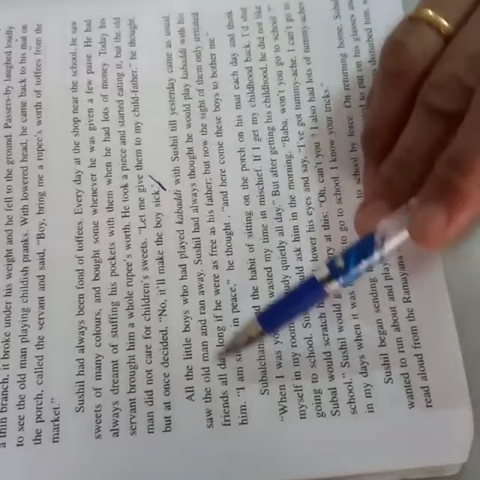 a thin branch, it broke under his weight and he fell to the ground. Passers-by laughed loudly
to see the old man playing childish pranks. With lowered head, he came back to his mat on
the porch, called the servant and said, "Boy, bring me a rupee's worth of toffees from the
market."
Sushil had always been fond of toffees. Every day at the shop near the school, he saw
sweets of many colours, and bought some whenever he was given a few paise. He had
always dreamt of stuffing his pockets with them when he had lots of money. Today his
servant brought him a whole rupee's worth. He took a piece and started eating it, but the old
man did not care for children's sweets. "Let me give them to my child-father," he thought,
but at once decided, "No, it'll make the boy sick."
All the little boys who had played kabaddi with Sushil till yesterday came as usual,
saw the old man and ran away. Sushil had always thought he would play kabaddi with his
friends all day long if he were as free as his father; but now the sight of them only irritated
him. "I am in peace," he thought, "and here come these boys to bother me
Subalchan the habit of sitting on the porch on his mat each day and think
"When I was wasted my time in mischief. If I get my childhood back, I'd shut
myself in my room quietly all day." But after getting his childhood, he did not like
going to school. ask him in the morning, "Baba, won't you go to school?"
Subal would scratch lower his eyes and say, "I've got tummy-ache, I can't go to
school." Sushil would at this: "Oh, can't you? I also had lots of tummy-aches
in my days when it was to go to school I know your tricks."
Sushil began sending to school by force. On returning home,
wanted to run about and play to put on his glasses and
read aloud from the Ramayana disturbed him,